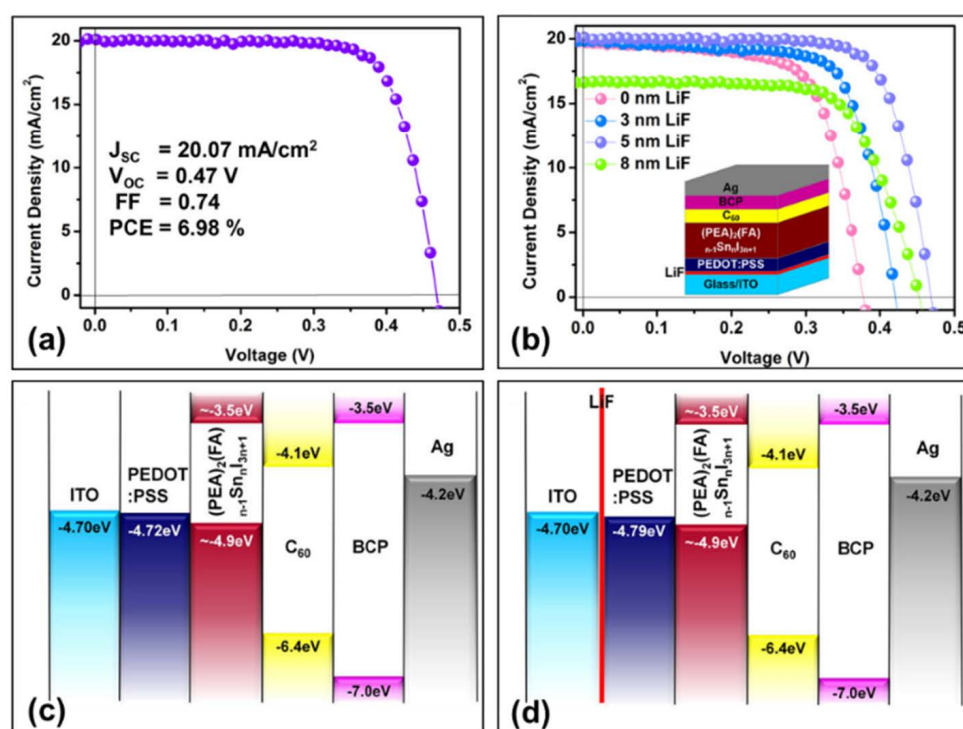 20
15
10
5
0
Current Density (mA/cm²)
J_SC = 20.07 mA/cm²
V_OC = 0.47 V
FF = 0.74
PCE = 6.98 %
0.0 0.1 0.2 0.3 0.4 0.5
Voltage (V)
(a)
20
15
10
5
0
Current Density (mA/cm²)
0 nm LiF
3 nm LiF
5 nm LiF
8 nm LiF
Ag
BCP
C₆₀
(PEA)₂(FA)
n-1SnₙI₃ₙ₊₁
PEDOT:PSS
LiF
Glass/ITO
0.0 0.1 0.2 0.3 0.4 0.5
Voltage (V)
(b)
ITO
-4.70eV
PEDOT
:PSS
-4.72eV
~-3.5eV
(PEA)₂(FA)
n-1SnₙI₃ₙ₊₁
~-4.9eV
-4.1eV
C₆₀
-6.4eV
-3.5eV
BCP
-7.0eV
Ag
-4.2eV
(c)
LiF
ITO
-4.70eV
PEDOT
:PSS
-4.79eV
~-3.5eV
(PEA)₂(FA)
n-1SnₙI₃ₙ₊₁
~-4.9eV
-4.1eV
C₆₀
-6.4eV
-3.5eV
BCP
-7.0eV
Ag
-4.2eV
(d)